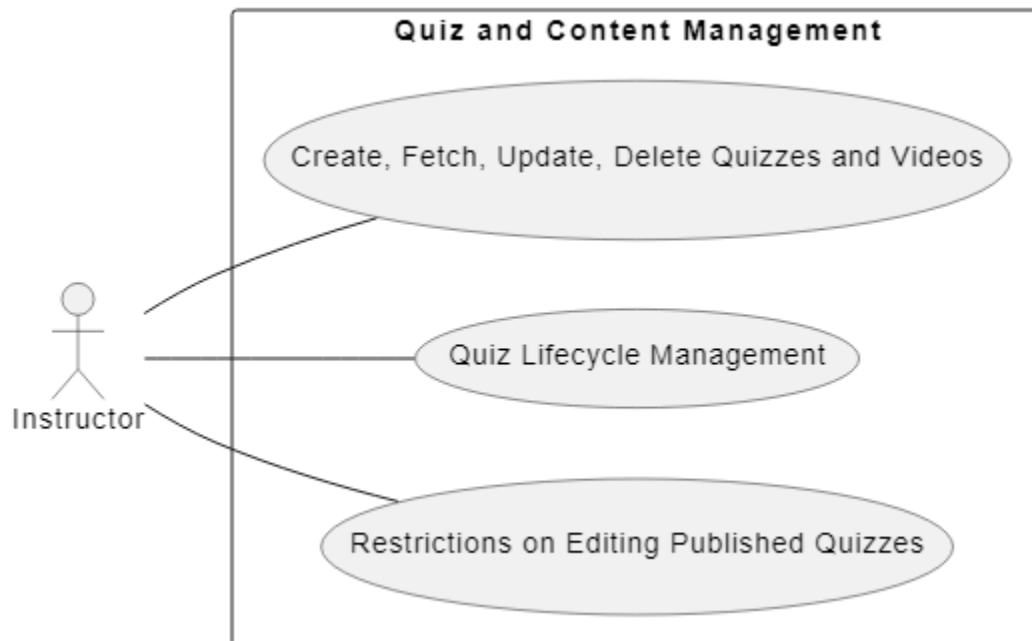 Quiz and Content Management
Create, Fetch, Update, Delete Quizzes and Videos
Quiz Lifecycle Management
Instructor
Restrictions on Editing Published Quizzes